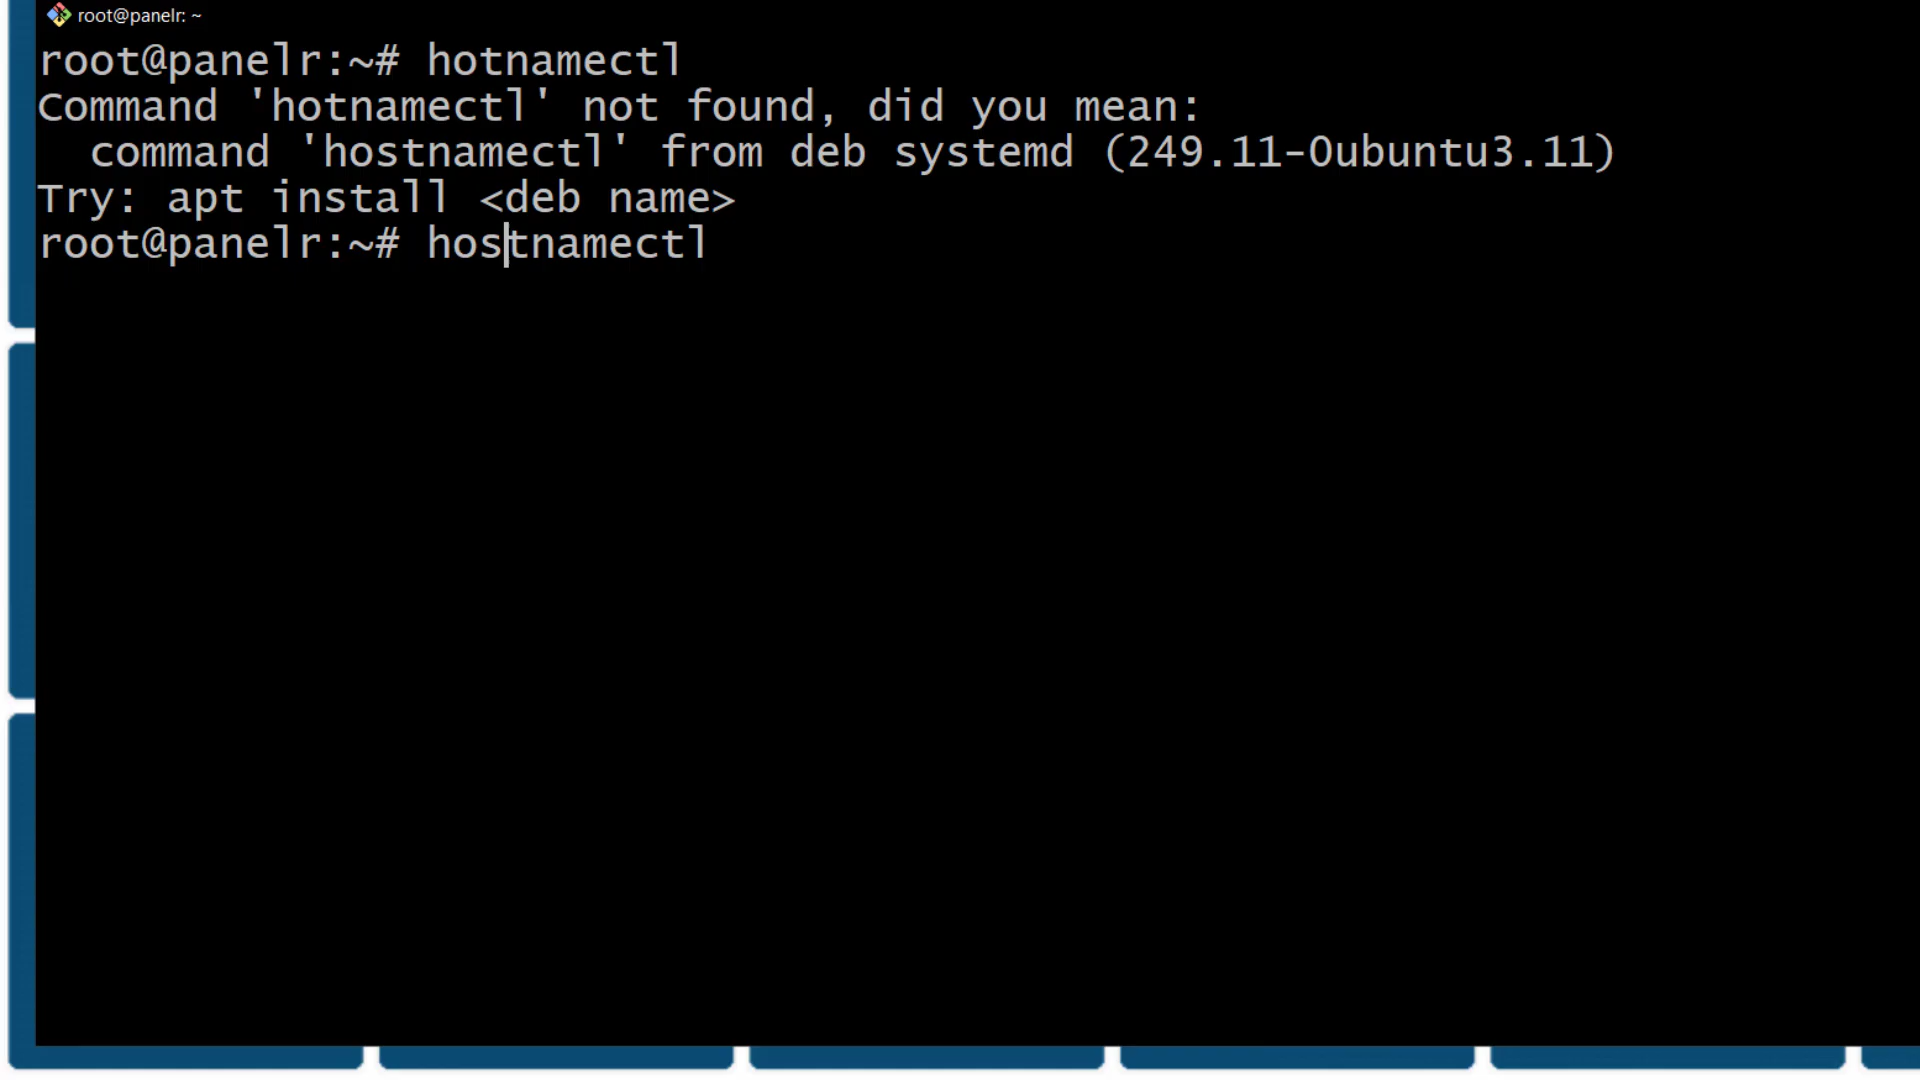 root@panelr: ~
root@panelr:~# hotnamectl
Command 'hotnamectl' not found, did you mean:
  command 'hostnamectl' from deb systemd (249.11-0ubuntu3.11)
Try: apt install <deb name>
root@panelr:~# hostnamectl